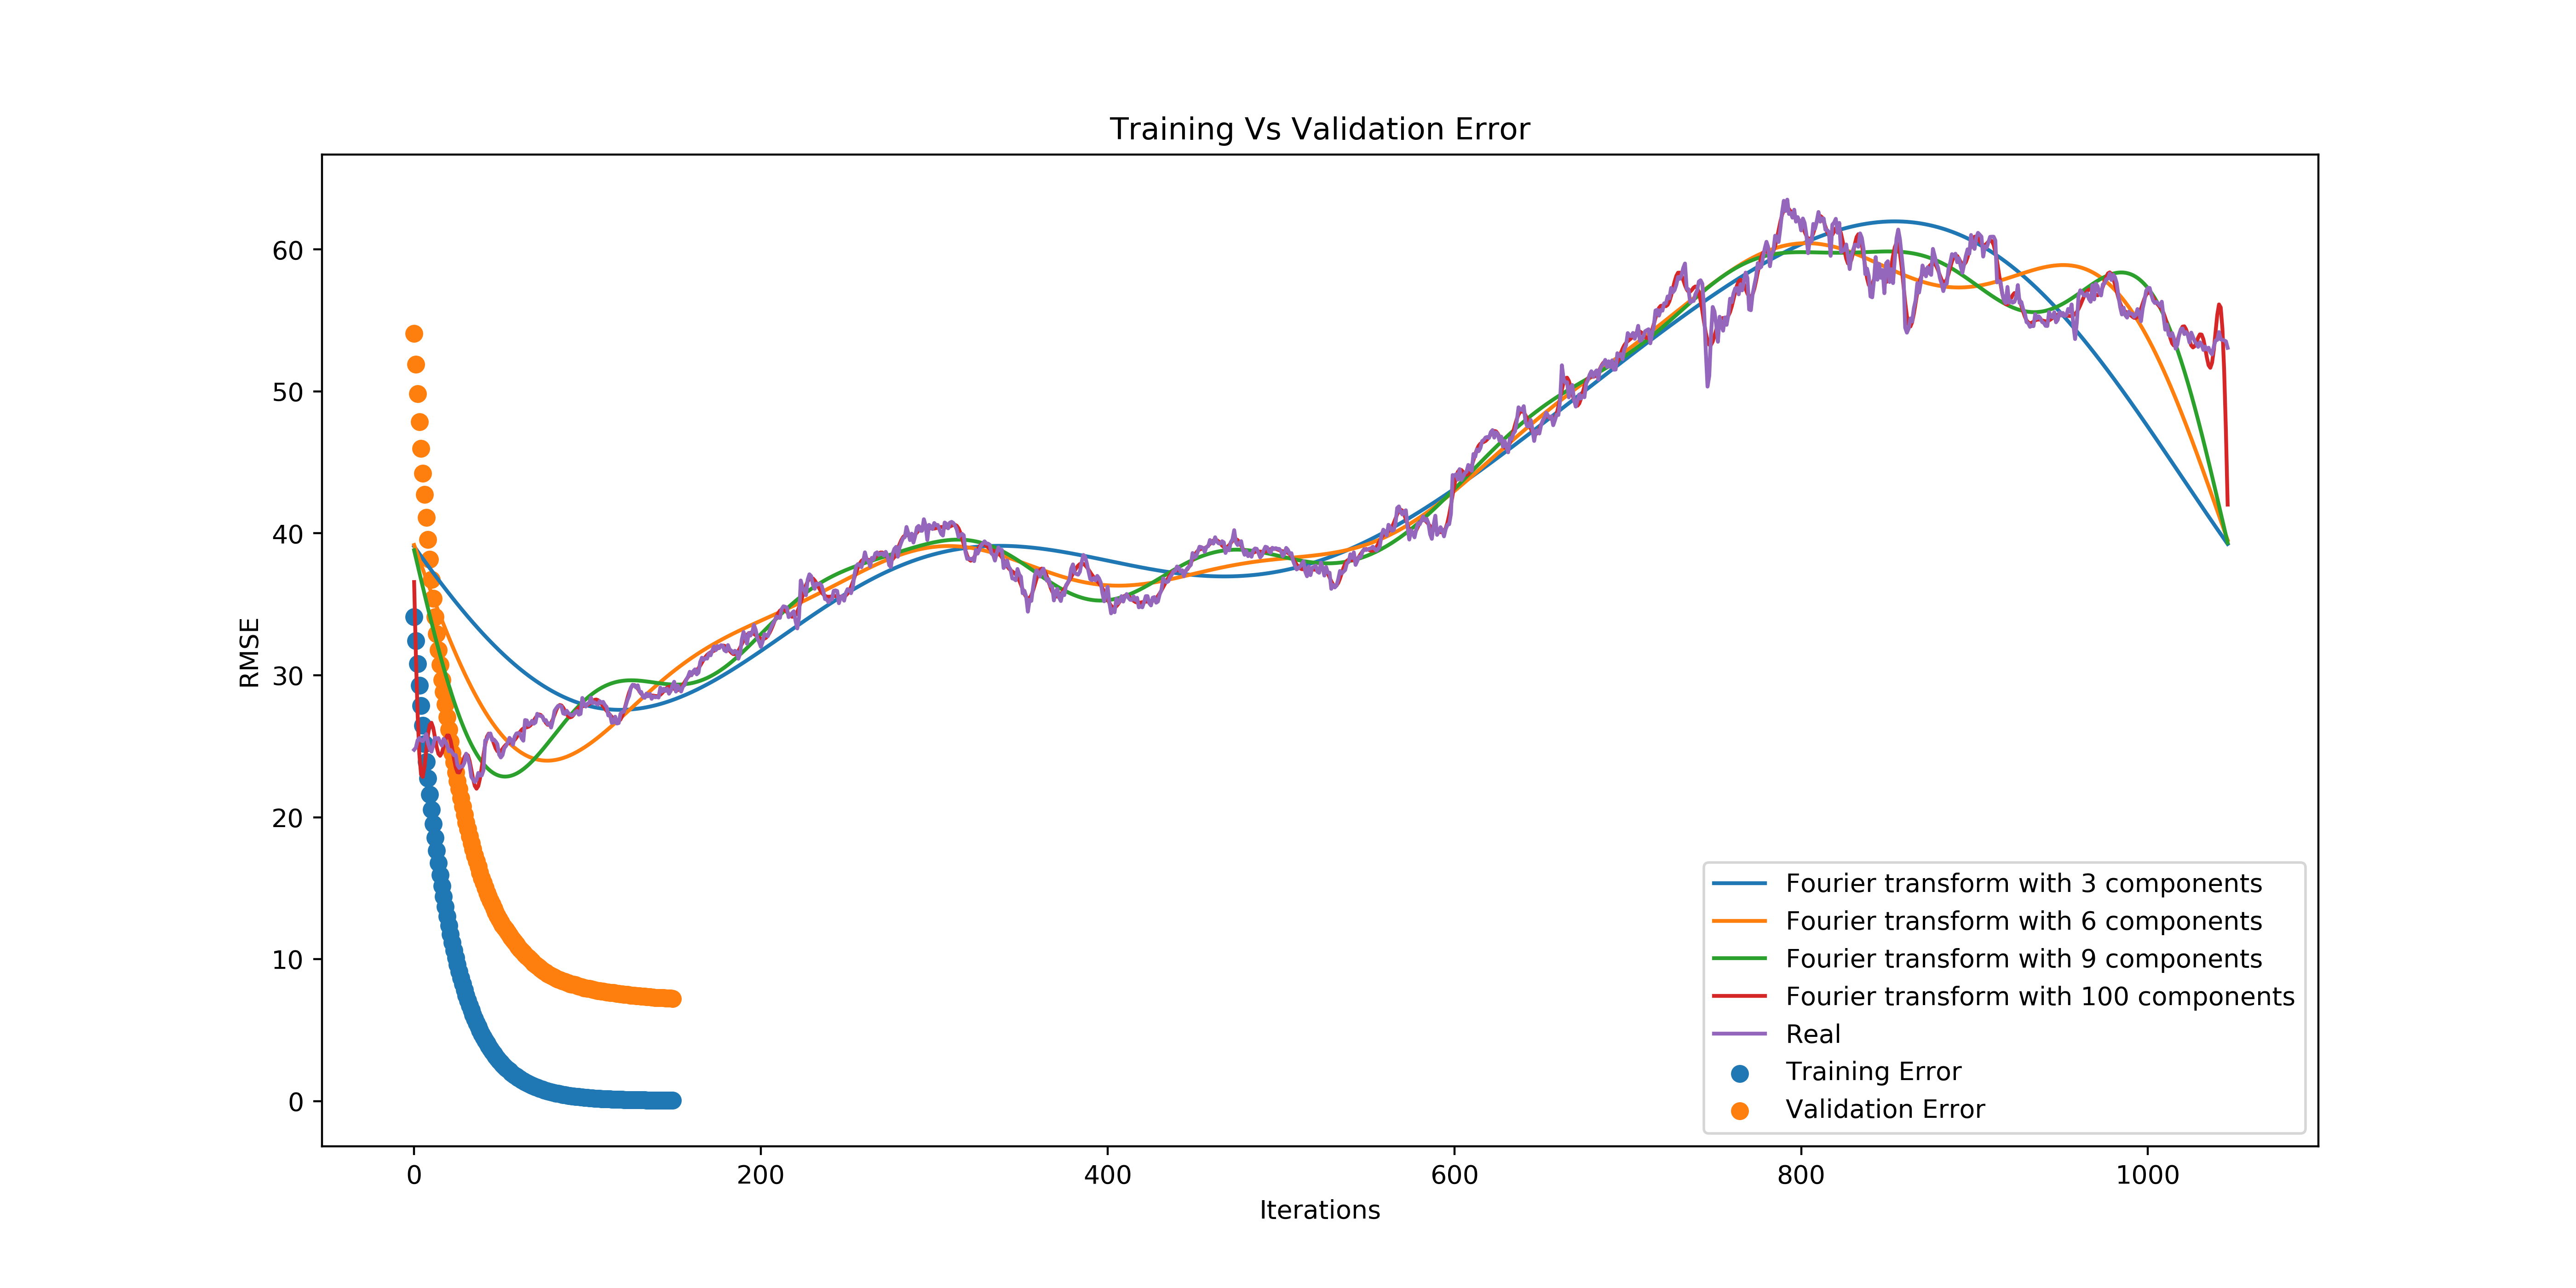 Training Vs Validation Error
RMSE
60
50
40
30
20
10
0
0 200 400 600 800 1000
Iterations
Fourier transform with 3 components
Fourier transform with 6 components
Fourier transform with 9 components
Fourier transform with 100 components
Real
Training Error
Validation Error